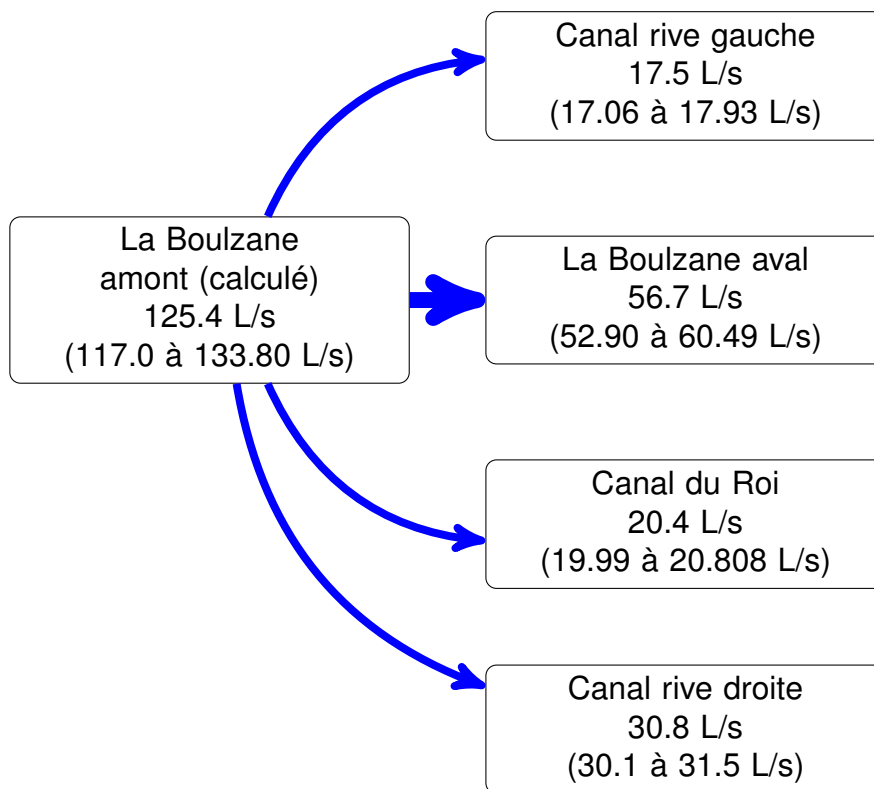 Canal rive gauche
17.5 L/s
(17.06 à 17.93 L/s)
La Boulzane
amont (calculé)
125.4 L/s
(117.0 à 133.80 L/s)
La Boulzane aval
56.7 L/s
(52.90 à 60.49 L/s)
Canal du Roi
20.4 L/s
(19.99 à 20.808 L/s)
Canal rive droite
30.8 L/s
(30.1 à 31.5 L/s)